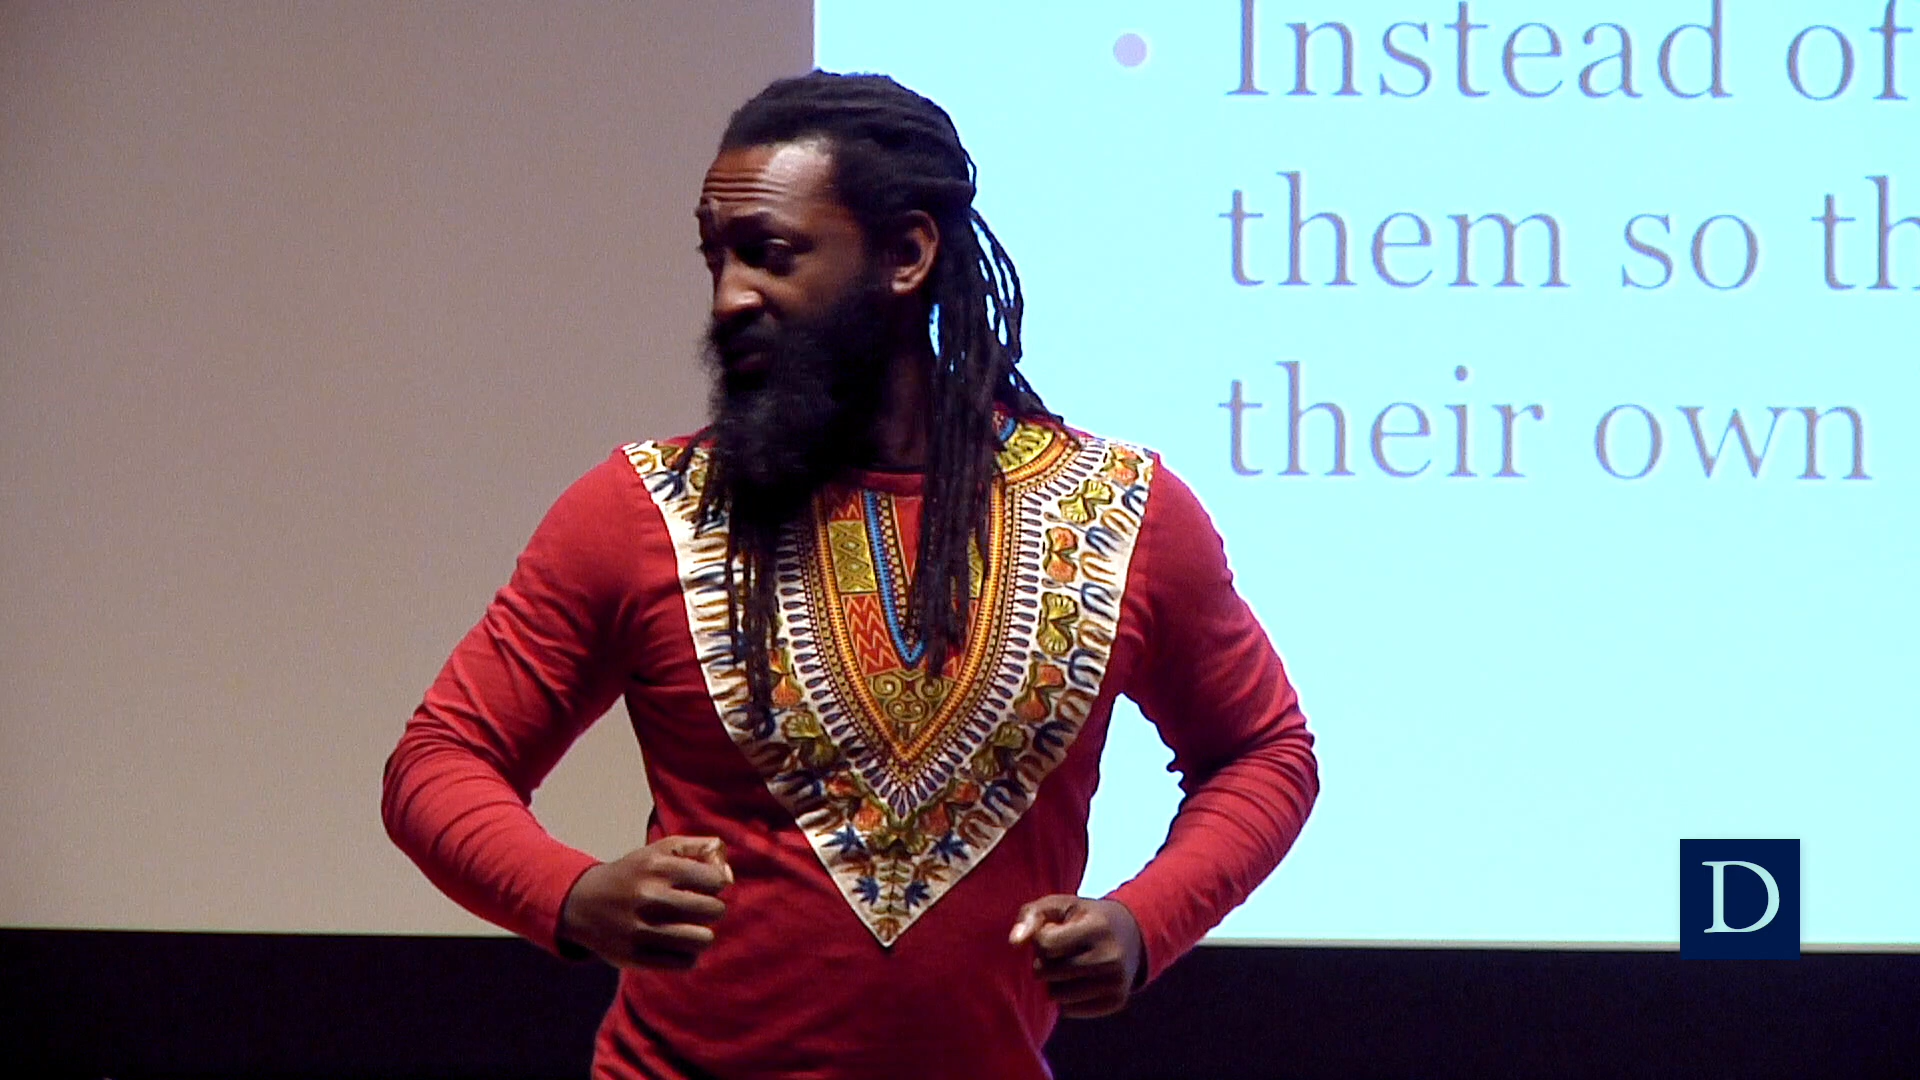 • Instead of
them so th
their own
D